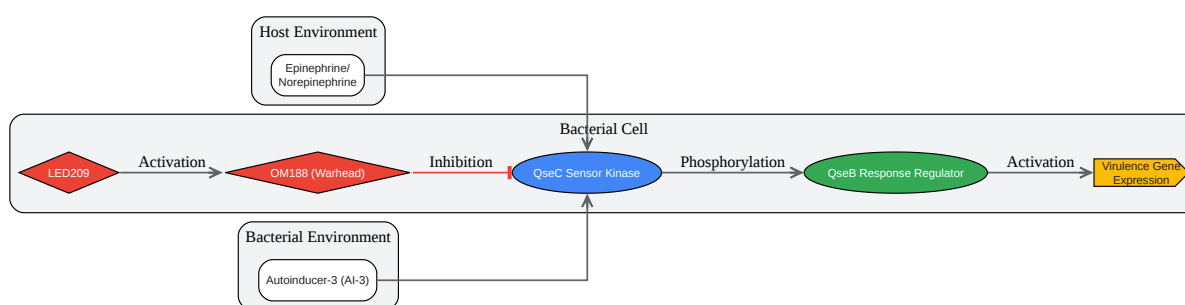 Host Environment
Epinephrine/
Norepinephrine
Bacterial Cell
LED209
Activation
OM188 (Warhead)
Inhibition
QseC Sensor Kinase
Phosphorylation
QseB Response Regulator
Activation
Virulence Gene
Expression
Bacterial Environment
Autoinducer-3 (AI-3)